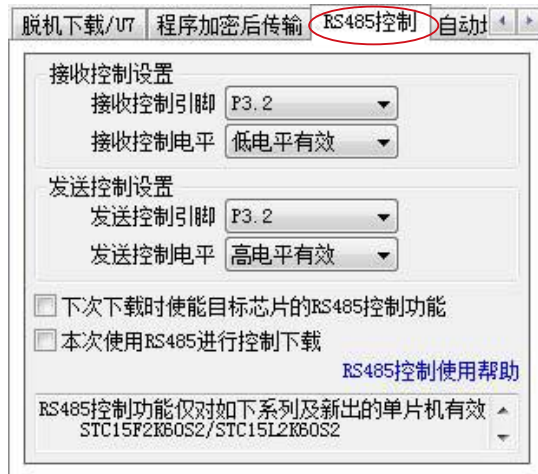 脱机下载/U7 程序加密后传输 RS485控制 自动
接收控制设置
接收控制引脚 P3.2
接收控制电平 低电平有效
发送控制设置
发送控制引脚 P3.2
发送控制电平 高电平有效
下次下载时使能目标芯片的RS485控制功能
本次使用RS485进行控制下载
RS485控制使用帮助
RS485控制功能仅对如下系列及新出的单片机有效
STC15F2K60S2/STC15L2K60S2